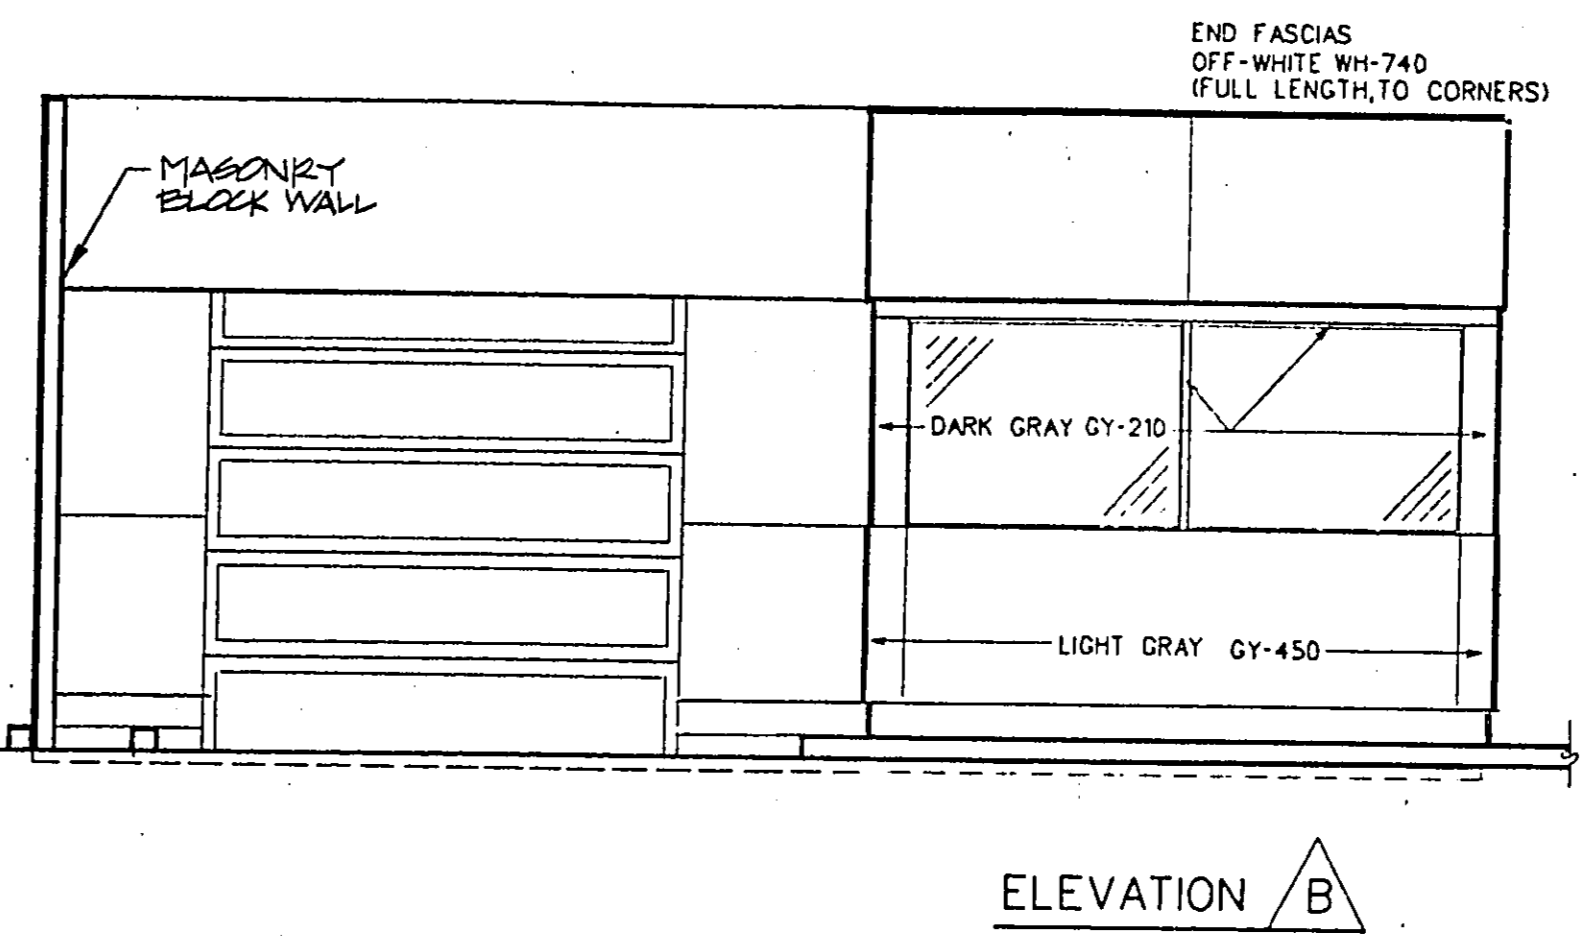 END FASCIAS
OFF-WHITE WH-740
(FULL LENGTH, TO CORNERS)
MASONRY
BLOCK WALL
DARK GRAY GY-210
LIGHT GRAY GY-450
ELEVATION B